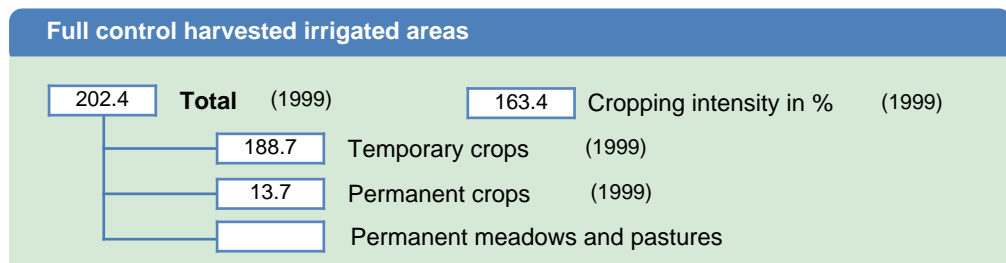 Full control harvested irrigated areas
202.4 Total (1999) 163.4 Cropping intensity in % (1999)
188.7 Temporary crops (1999)
13.7 Permanent crops (1999)
Permanent meadows and pastures